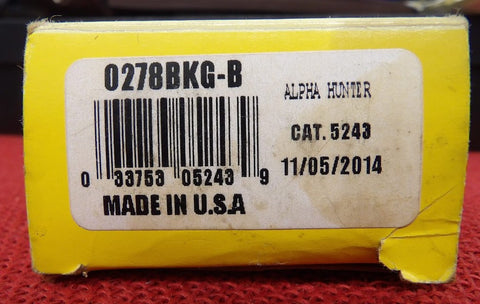 0278BKG-B
ALPHA HUNTER
CAT. 5243
11/05/2014
0 33753 05243 9
MADE IN U.S.A